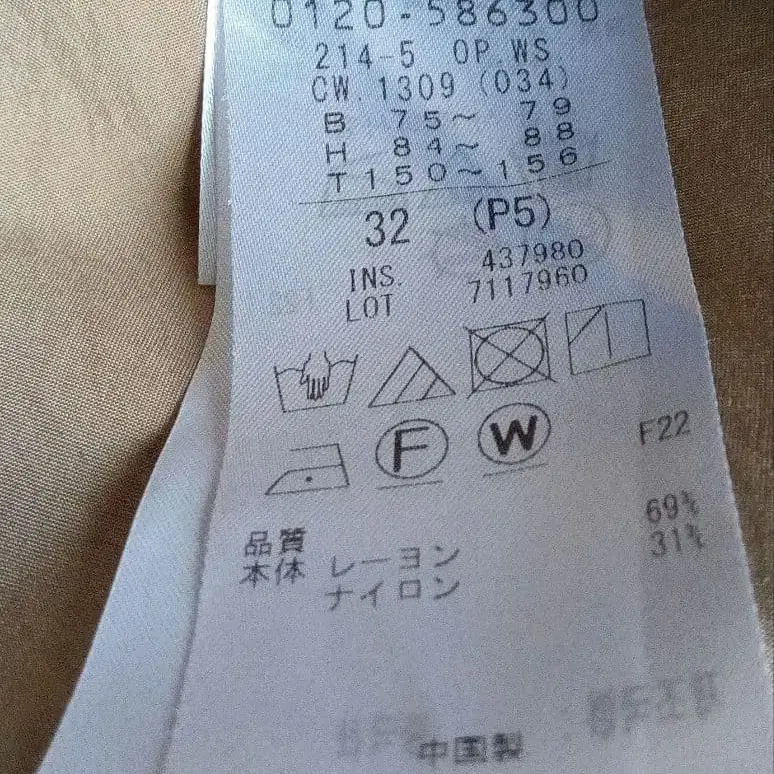 0120-586300
214-5 OP.WS
CW. 1309 (034)
B 75～ 79
H 84～ 88
T150～156
32 (P5)
INS. 437980
LOT 7117960
F W F22
品質
本体 レーヨン 69%
ナイロン 31%
中国製